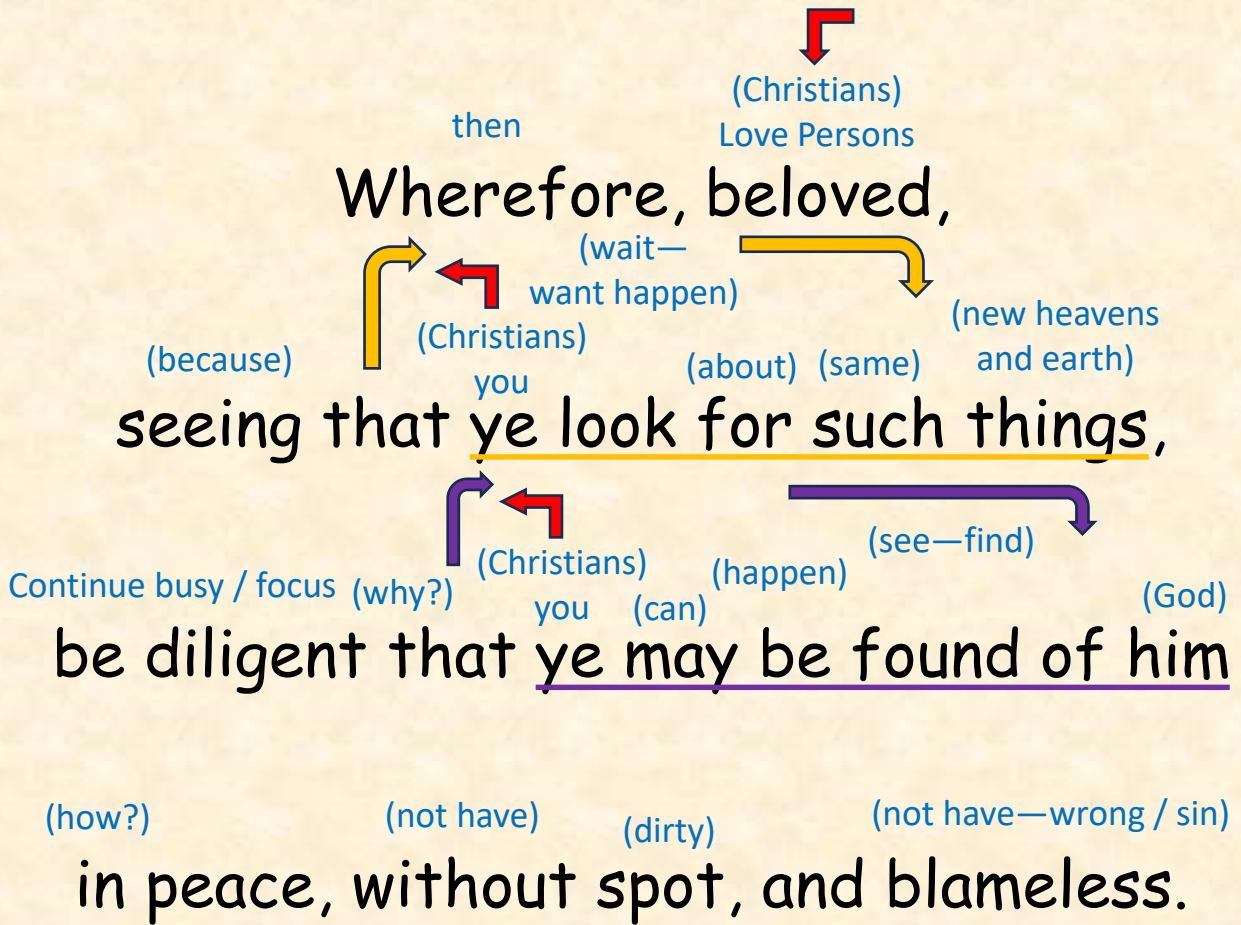 (Christians)
then Love Persons
Wherefore, beloved,
(wait—
want happen)
(Christians) (new heavens
(because) you (about) (same) and earth)
seeing that ye look for such things,
(see—find)
Continue busy / focus (why?) (Christians) (happen) (God)
you (can)
be diligent that ye may be found of him
(how?) (not have) (dirty) (not have—wrong / sin)
in peace, without spot, and blameless.